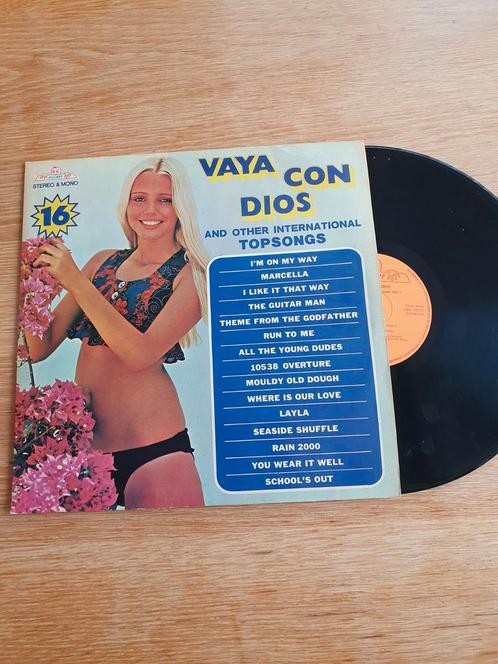 STEREO & MONO
16
VAYA
CON
DIOS
AND OTHER INTERNATIONAL
TOPSONGS
I'M ON MY WAY
MARCELLA
I LIKE IT THAT WAY
THE GUITAR MAN
THEME FROM THE GODFATHER
RUN TO ME
ALL THE YOUNG DUDES
10538 OVERTURE
MOULDY OLD DOUGH
WHERE IS OUR LOVE
LAYLA
SEASIDE SHUFFLE
RAIN 2000
YOU WEAR IT WELL
SCHOOL'S OUT